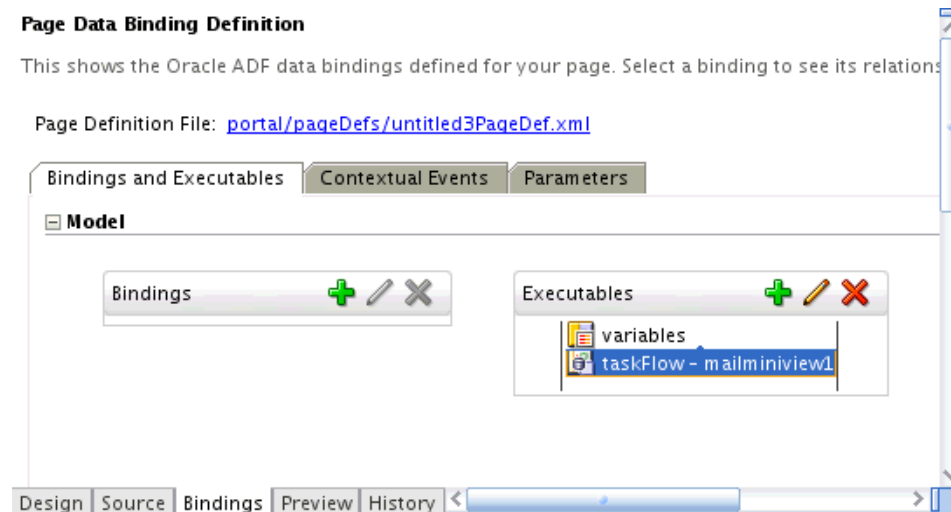 Page Data Binding Definition
This shows the Oracle ADF data bindings defined for your page. Select a binding to see its relations
Page Definition File: portal/pageDefs/untitled3PageDef.xml
Bindings and Executables Contextual Events Parameters
Model
Bindings Executables
variables
taskFlow - mailminiview1
Design Source Bindings Preview History